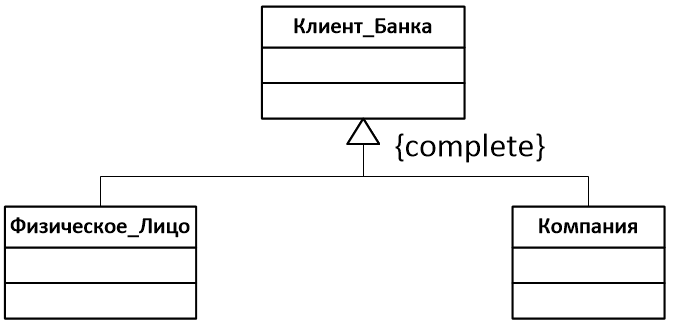 Клиент_Банка
{complete}
Физическое_Лицо
Компания